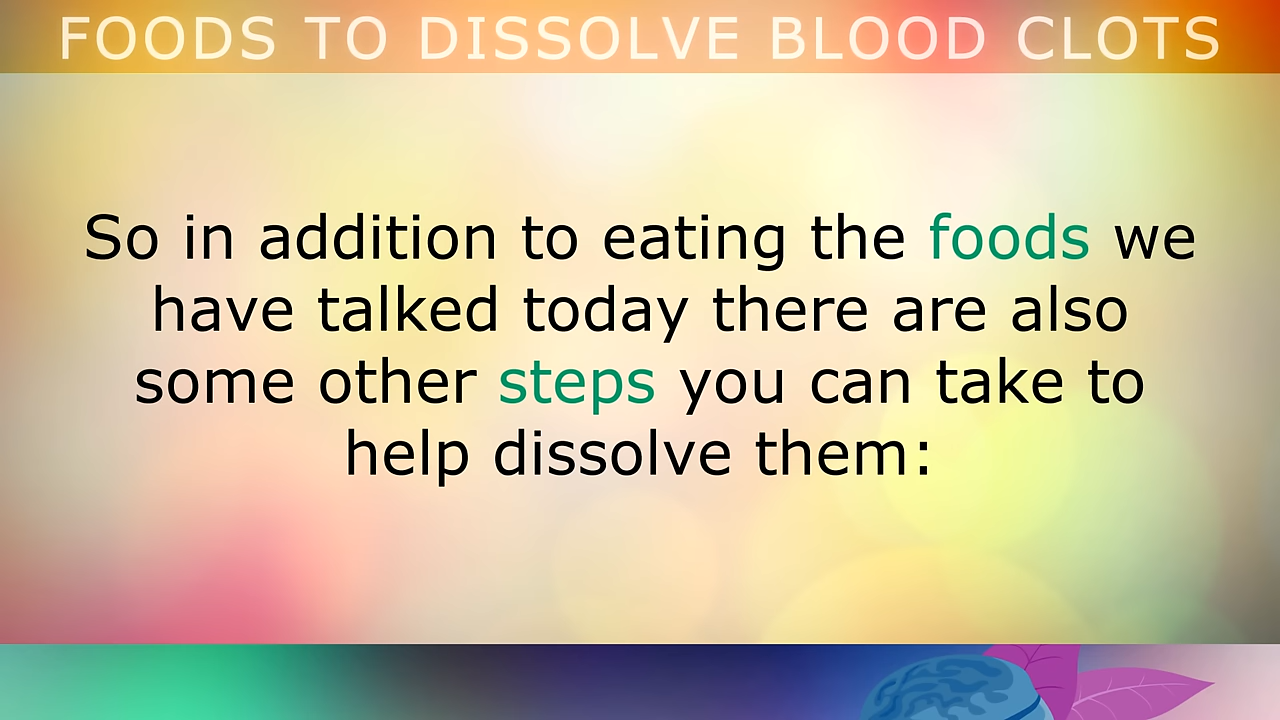 FOODS TO DISSOLVE BLOOD CLOTS
So in addition to eating the foods we
have talked today there are also
some other steps you can take to
help dissolve them: